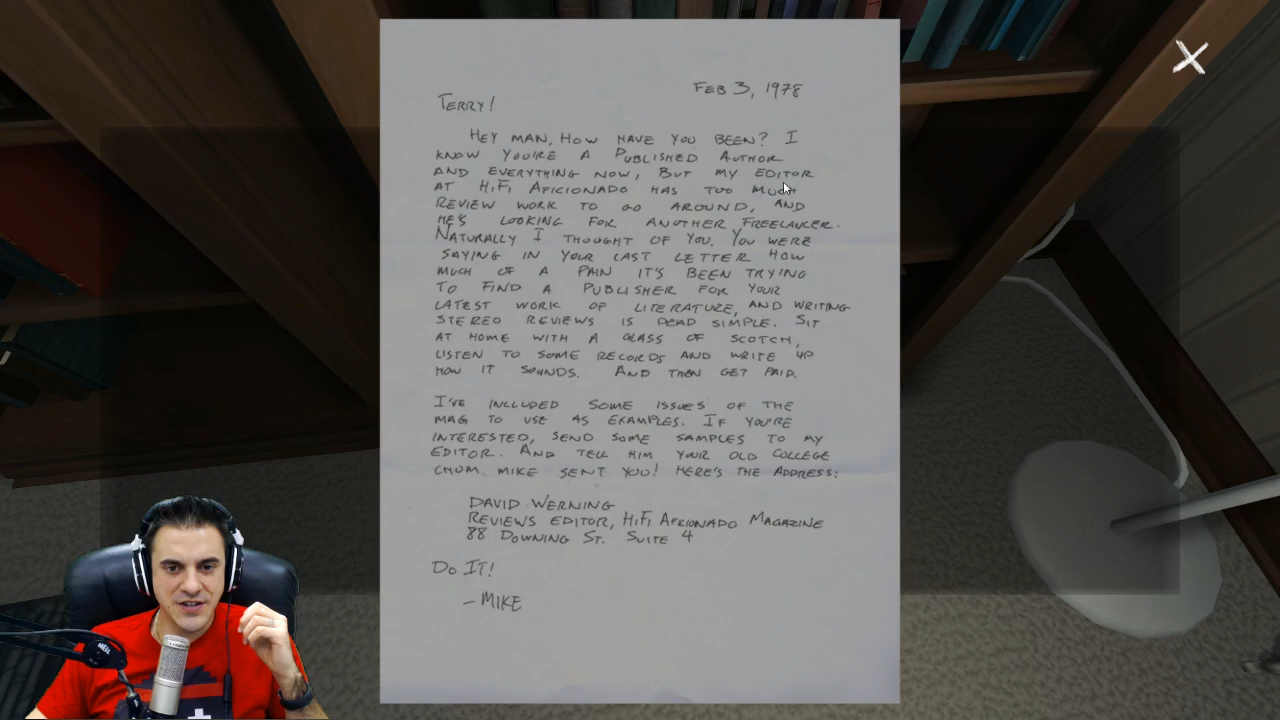 FEB 3, 1978
TERRY!
HEY MAN, HOW HAVE YOU BEEN? I
KNOW YOU'RE A PUBLISHED AUTHOR
AND EVERYTHING NOW, BUT MY EDITOR
AT HIFI AFICIONADO HAS TOO MUCH
REVIEW WORK TO GO AROUND, AND
HE'S LOOKING FOR ANOTHER FREELANCER.
NATURALLY I THOUGHT OF YOU. YOU WERE
SAYING IN YOUR LAST LETTER HOW
MUCH OF A PAIN IT'S BEEN TRYING
TO FIND A PUBLISHER FOR YOUR
LATEST WORK OF LITERATURE, AND WRITING
STEREO REVIEWS IS DEAD SIMPLE. SIT
AT HOME WITH A GLASS OF SCOTCH,
LISTEN TO SOME RECORDS AND WRITE UP
HOW IT SOUNDS. AND THEN GET PAID.
I'VE INCLUDED SOME ISSUES OF THE
MAG TO USE AS EXAMPLES. IF YOU'RE
INTERESTED, SEND SOME SAMPLES TO MY
EDITOR. AND TELL HIM YOUR OLD COLLEGE
CHUM MIKE SENT YOU! HERE'S THE ADDRESS:
DAVID WERNING
REVIEWS EDITOR, HIFI AFICIONADO MAGAZINE
88 DOWNING ST. SUITE 4
DO IT!
- MIKE